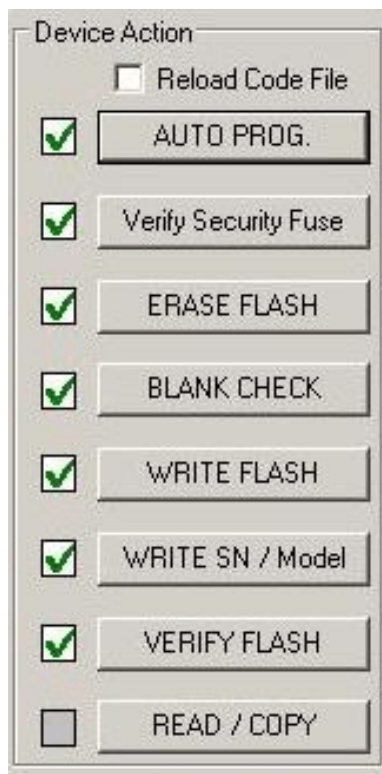 Device Action
Reload Code File
AUTO PROG.
Verify Security Fuse
ERASE FLASH
BLANK CHECK
WRITE FLASH
WRITE SN / Model
VERIFY FLASH
READ / COPY